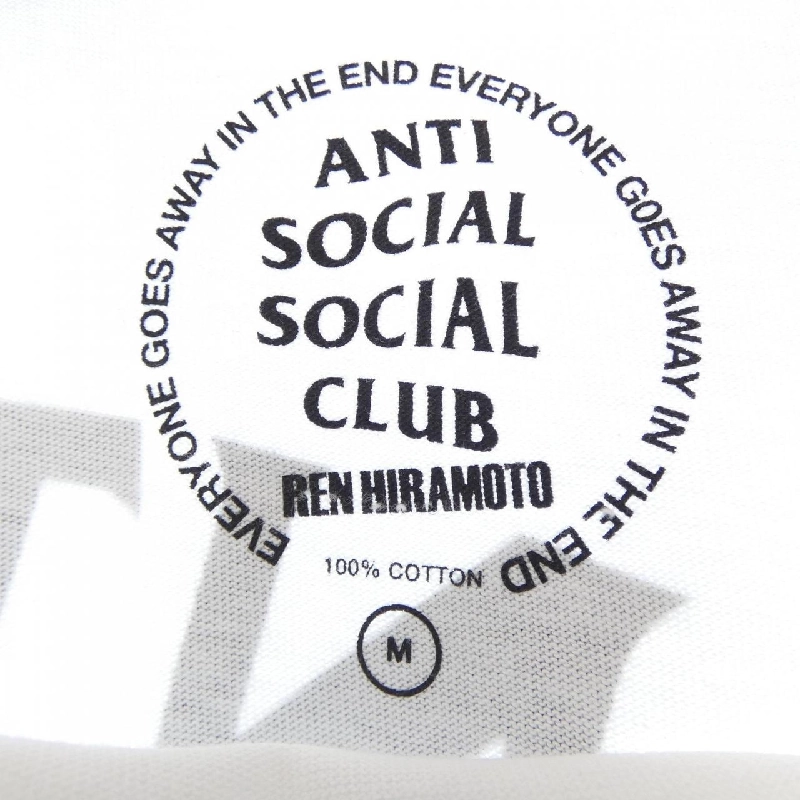 EVERYONE GOES AWAY IN THE END EVERYONE GOES AWAY IN THE END
ANTI
SOCIAL
SOCIAL
CLUB
REN HIRAMOTO
100% COTTON
M